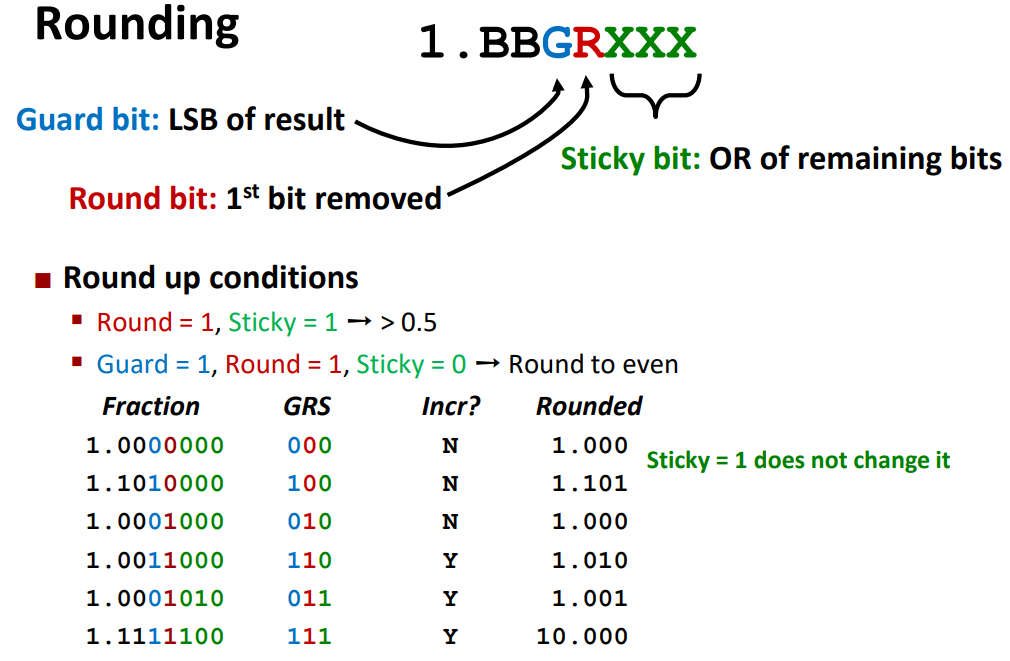 Rounding
1.BBGRXXX
Guard bit: LSB of result
Sticky bit: OR of remaining bits
Round bit: 1st bit removed
■ Round up conditions
▪ Round = 1, Sticky = 1 ➙ > 0.5
▪ Guard = 1, Round = 1, Sticky = 0 ➙ Round to even
Fraction GRS Incr? Rounded
1.0000000 000 N 1.000
Sticky = 1 does not change it
1.1010000 100 N 1.101
1.0001000 010 N 1.000
1.0011000 110 Y 1.010
1.0001010 011 Y 1.001
1.1111100 111 Y 10.000